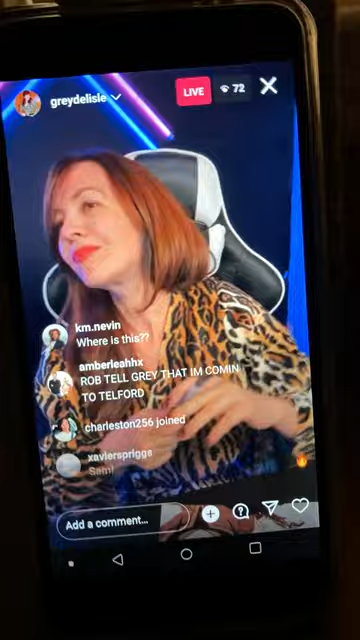 greydelisle
LIVE
72
km.nevin
Where is this??
amberleahhx
ROB TELL GREY THAT IM COMIN
TO TELFORD
charleston256 joined
xavierspriggs
Add a comment...